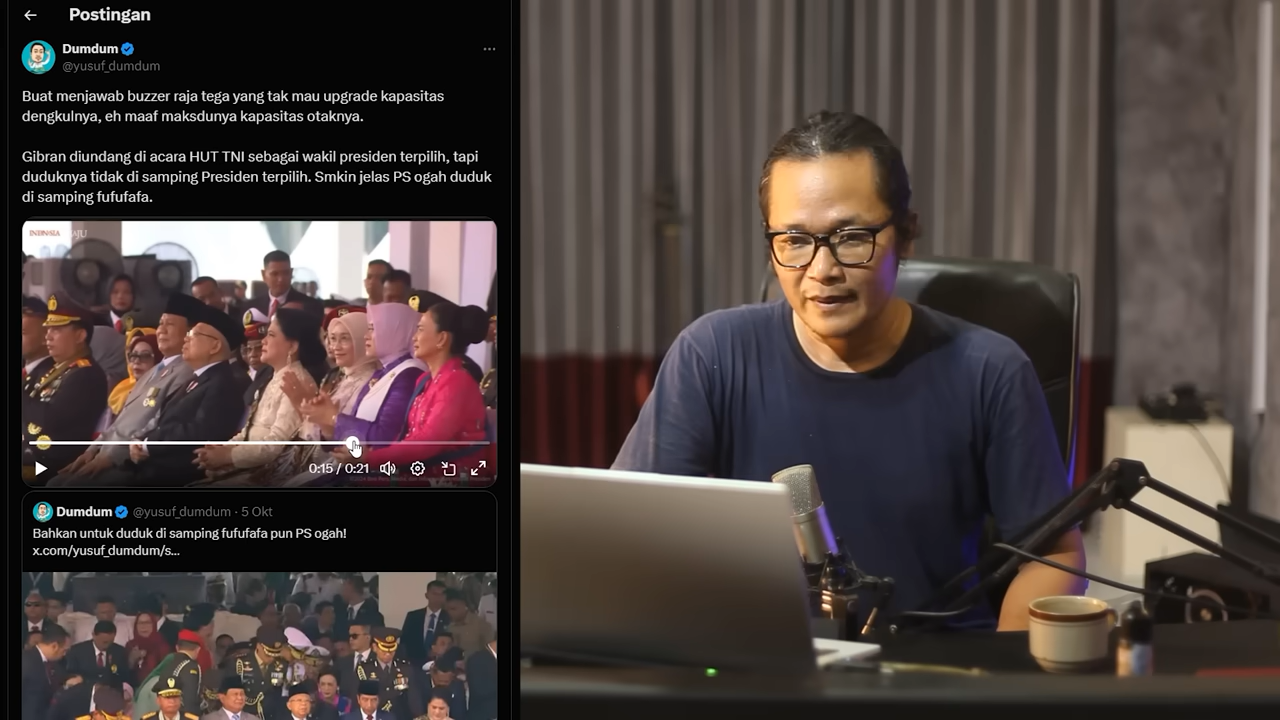 Postingan
Dumdum
@yusuf_dumdum
Buat menjawab buzzer raja tega yang tak mau upgrade kapasitas
dengkulnya, eh maaf maksdunya kapasitas otaknya.
Gibran diundang di acara HUT TNI sebagai wakil presiden terpilih, tapi
duduknya tidak di samping Presiden terpilih. Smkin jelas PS ogah duduk
di samping fufufafa.
INDONESIA MAJU
0:15 / 0:21
Dumdum @yusuf_dumdum · 5 Okt
Bahkan untuk duduk di samping fufufafa pun PS ogah!
x.com/yusuf_dumdum/s...